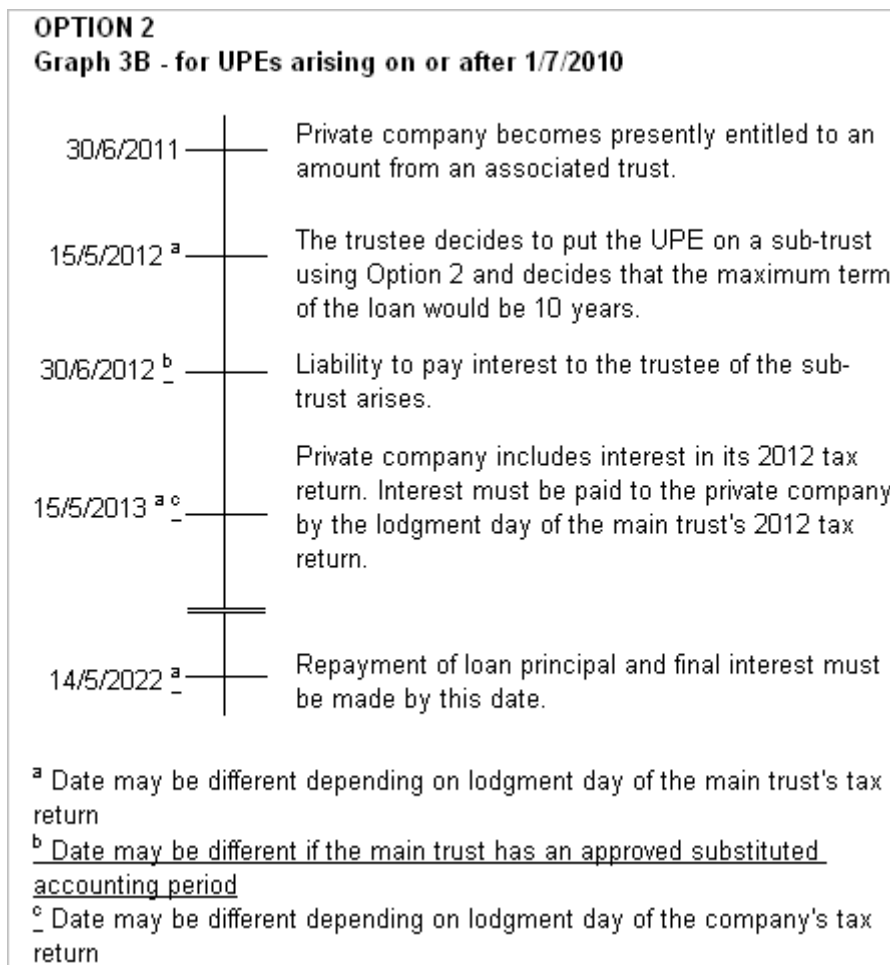 OPTION 2
Graph 3B - for UPEs arising on or after 1/7/2010
30/6/2011
Private company becomes presently entitled to an
amount from an associated trust.
15/5/2012 a
The trustee decides to put the UPE on a sub-trust
using Option 2 and decides that the maximum term
of the loan would be 10 years.
30/6/2012 b
Liability to pay interest to the trustee of the sub-
trust arises.
15/5/2013 a c
Private company includes interest in its 2012 tax
return. Interest must be paid to the private company
by the lodgment day of the main trust's 2012 tax
return.
14/5/2022 a
Repayment of loan principal and final interest must
be made by this date.
a Date may be different depending on lodgment day of the main trust's tax
return
b Date may be different if the main trust has an approved substituted
accounting period
c Date may be different depending on lodgment day of the company's tax
return